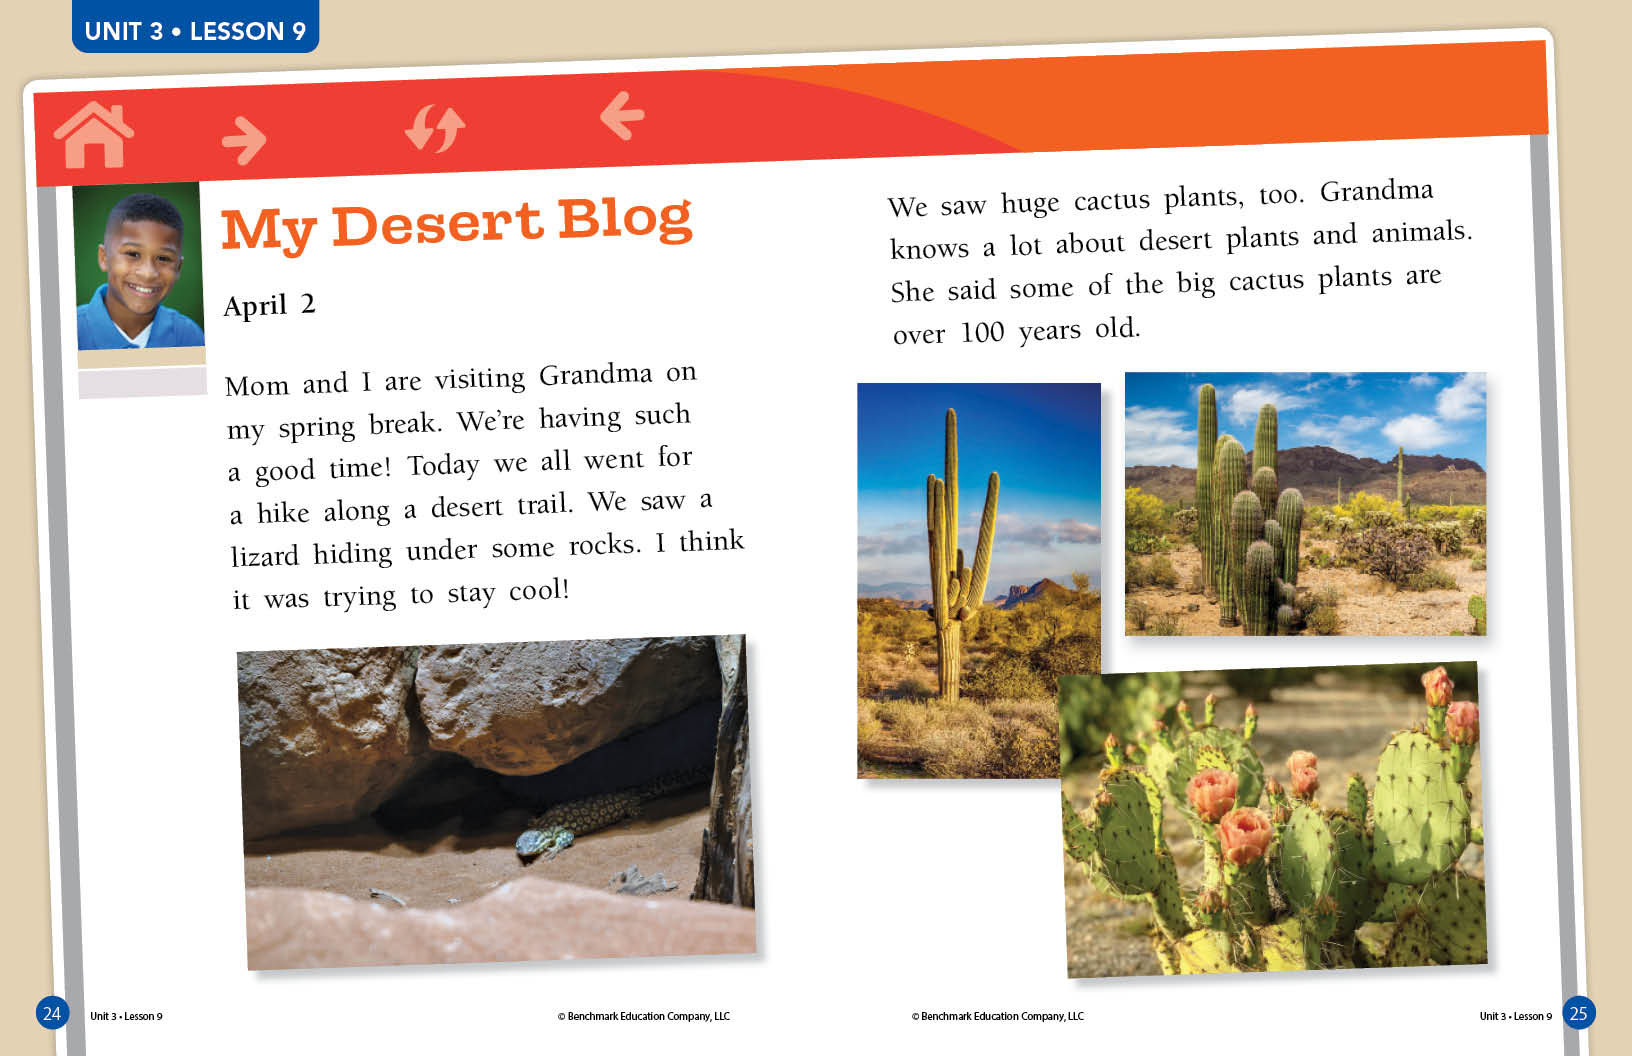 UNIT 3 • LESSON 9
My Desert Blog
April 2
Mom and I are visiting Grandma on
my spring break. We’re having such
a good time! Today we all went for
a hike along a desert trail. We saw a
lizard hiding under some rocks. I think
it was trying to stay cool!
We saw huge cactus plants, too. Grandma
knows a lot about desert plants and animals.
She said some of the big cactus plants are
over 100 years old.
24
Unit 3 • Lesson 9
© Benchmark Education Company, LLC
© Benchmark Education Company, LLC
Unit 3 • Lesson 9
25